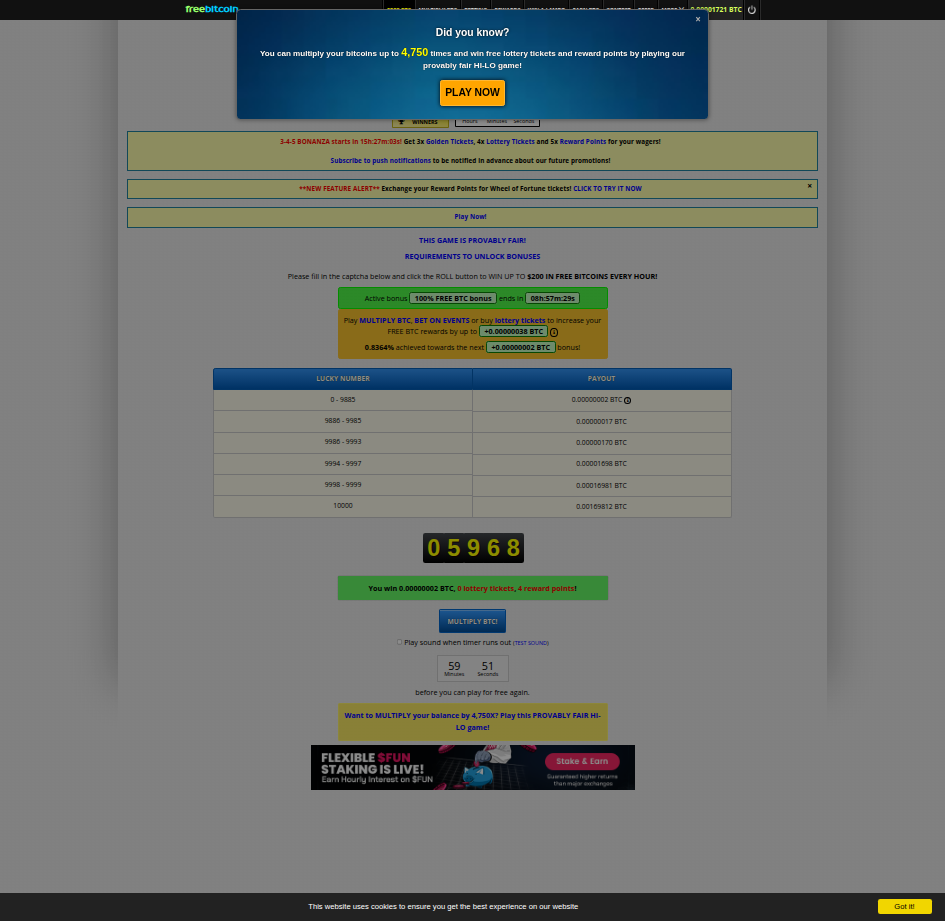 freebitcoin
00001721 BTC
×
Did you know?
You can multiply your bitcoins up to 4,750 times and win free lottery tickets and reward points by playing our
provably fair HI-LO game!
PLAY NOW
WINNERS
Hours Minutes Seconds
3-4-5 BONANZA starts in 15h:27m:03s! Get 3x Golden Tickets, 4x Lottery Tickets and 5x Reward Points for your wagers!
Subscribe to push notifications to be notified in advance about our future promotions!
**NEW FEATURE ALERT** Exchange your Reward Points for Wheel of Fortune tickets! CLICK TO TRY IT NOW
×
Play Now!
THIS GAME IS PROVABLY FAIR!
REQUIREMENTS TO UNLOCK BONUSES
Please fill in the captcha below and click the ROLL button to WIN UP TO $200 IN FREE BITCOINS EVERY HOUR!
Active bonus 100% FREE BTC bonus ends in 08h:57m:29s
Play MULTIPLY BTC, BET ON EVENTS or buy lottery tickets to increase your
FREE BTC rewards by up to +0.00000038 BTC
0.8364% achieved towards the next +0.00000002 BTC bonus!
LUCKY NUMBER PAYOUT
0 - 9885 0.00000002 BTC
9886 - 9985 0.00000017 BTC
9986 - 9993 0.00000170 BTC
9994 - 9997 0.00001698 BTC
9998 - 9999 0.00016981 BTC
10000 0.00169812 BTC
0 5 9 6 8
You win 0.00000002 BTC, 0 lottery tickets, 4 reward points!
MULTIPLY BTC!
Play sound when timer runs out (TEST SOUND)
59 51
Minutes Seconds
before you can play for free again.
Want to MULTIPLY your balance by 4,750X? Play this PROVABLY FAIR HI-
LO game!
FLEXIBLE $FUN
STAKING IS LIVE!
Earn Hourly Interest on $FUN
Stake & Earn
Guaranteed higher returns
than major exchanges
This website uses cookies to ensure you get the best experience on our website
Got it!